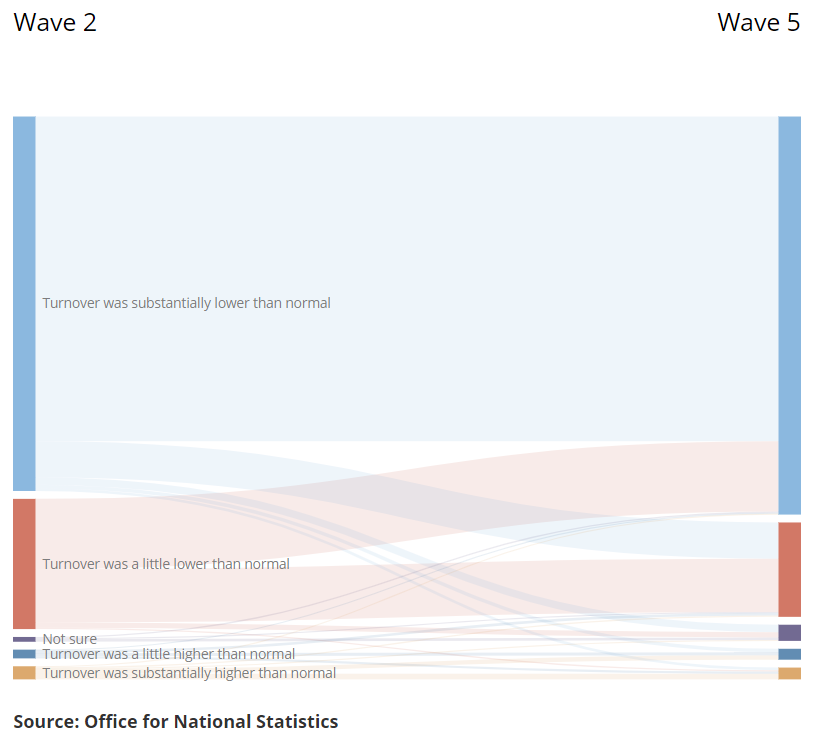 Wave 2
Wave 5
Turnover was substantially lower than normal
Turnover was a little lower than normal
Not sure
Turnover was a little higher than normal
Turnover was substantially higher than normal
Source: Office for National Statistics